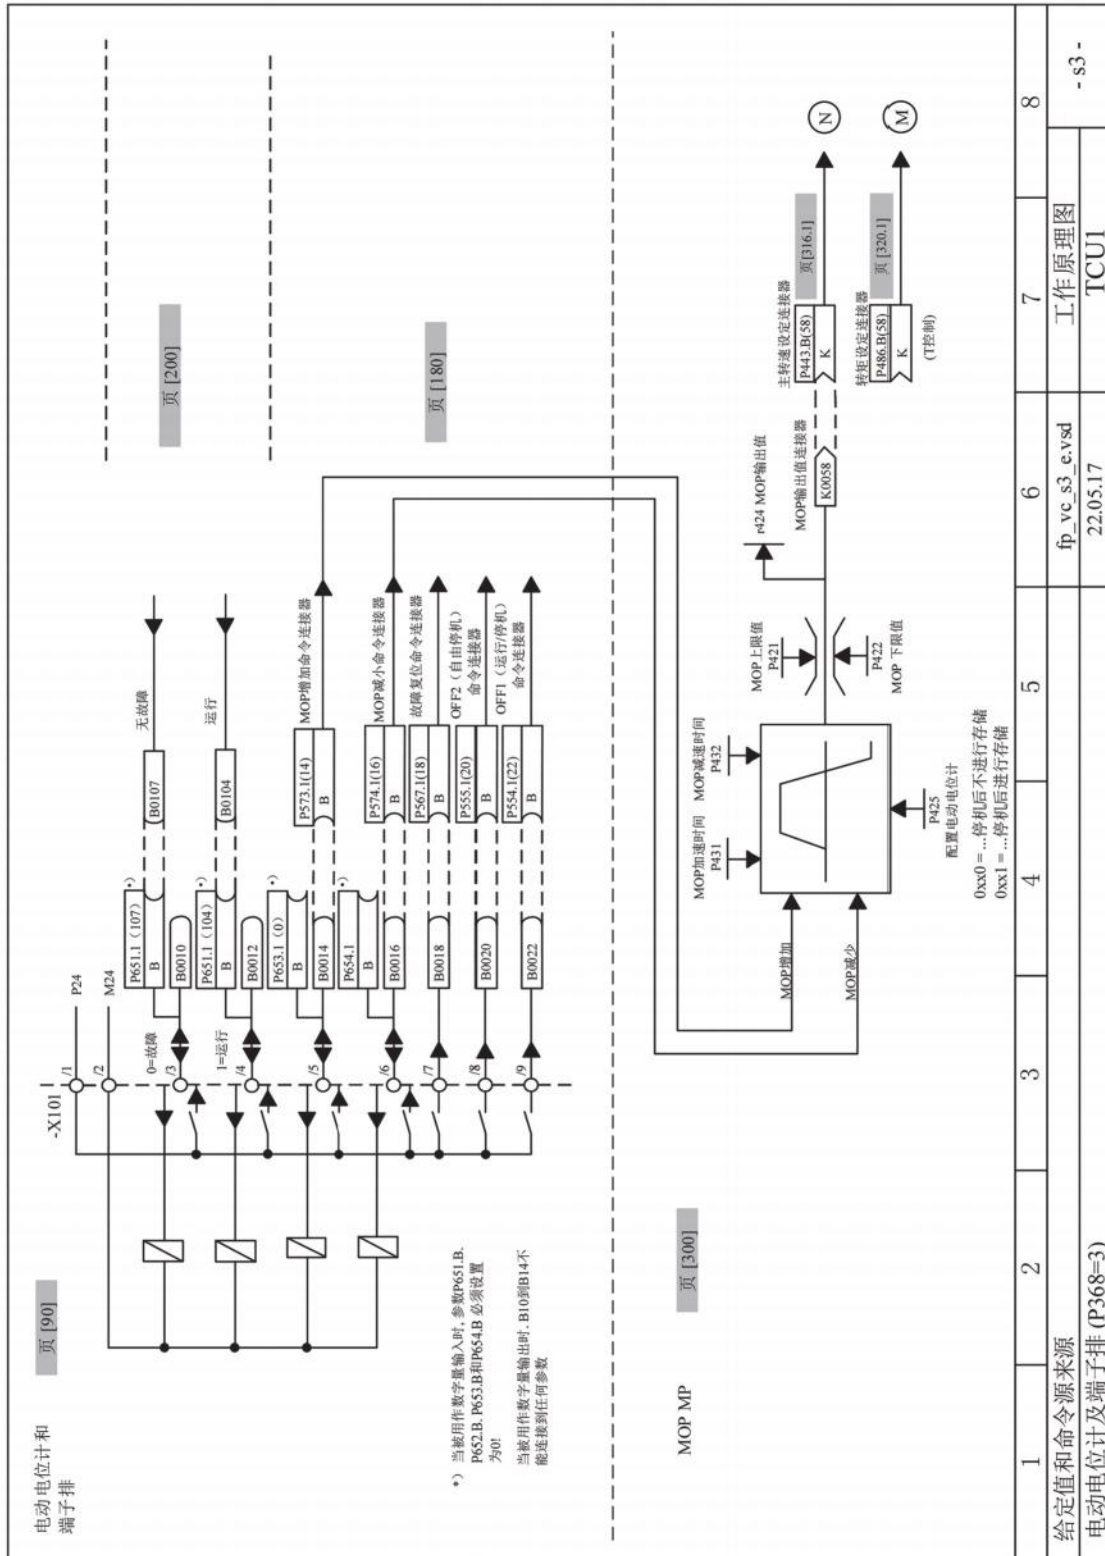 电动电位计和
端子排
页 [90]
-X101
/1
P24
/2
M24
0=故障
/3
P651.1（107）
*)
B
B0010
B0107
无故障
页 [200]
1=运行
/4
P651.1（104）
*)
B
B0012
B0104
运行
/5
P653.1（0）
*)
B
B0014
P573.1(14)
B
MOP增加命令连接器
/6
P654.1
*)
B
B0016
P574.1(16)
B
MOP减小命令连接器
页 [180]
/7
B0018
P567.1(18)
B
故障复位命令连接器
/8
B0020
P555.1(20)
B
OFF2（自由停机）
命令连接器
/9
B0022
P554.1(22)
B
OFF1（运行/停机）
命令连接器
*） 当被用作数字量输入时, 参数P651.B.
P652.B. P653.B和P654.B 必须设置
为0!
当被用作数字量输出时. B10到B14不
能连接到任何参数
MOP MP
页 [300]
MOP增加
MOP减少
MOP加速时间
P431
MOP减速时间
P432
P425
配置电动电位计
0xx0 = ...停机后不进行存储
0xx1 = ...停机后进行存储
MOP上限值
P421
P422
MOP 下限值
r424 MOP输出值
MOP输出值连接器
K0058
主转速设定连接器
P443.B(58)
K
页[316.1]
N
转矩设定连接器
P486.B(58)
K
(T控制)
页 [320.1]
M
1
2
3
4
5
6
7
8
给定值和命令源来源
fp_vc_s3_e.vsd
工作原理图
- s3 -
电动电位计及端子排 (P368=3)
22.05.17
TCU1